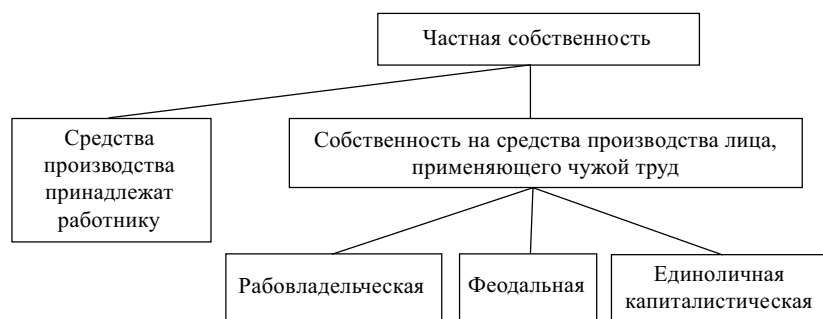 Частная собственность
Средства
производства
принадлежат
работнику
Собственность на средства производства лица,
применяющего чужой труд
Рабовладельческая
Феодальная
Единоличная
капиталистическая